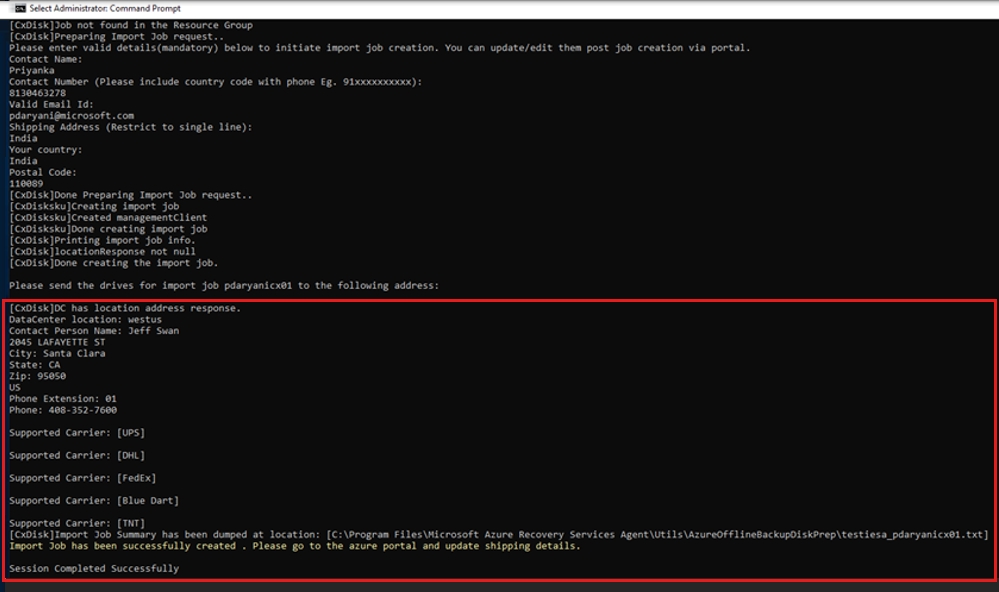 Select Administrator: Command Prompt
[CxDisk]Job not found in the Resource Group
[CxDisk]Preparing Import Job request..
Please enter valid details(mandatory) below to initiate import job creation. You can update/edit them post job creation via portal.
Contact Name:
Priyanka
Contact Number (Please include country code with phone Eg. 91xxxxxxxxxx):
8130463278
Valid Email Id:
pdaryani@microsoft.com
Shipping Address (Restrict to single line):
India
Your country:
India
Postal Code:
110089
[CxDisk]Done Preparing Import Job request..
[CxDisksku]Creating import job
[CxDisksku]Created managementClient
[CxDisksku]Done creating import job
[CxDisk]Printing import job info.
[CxDisk]locationResponse not null
[CxDisk]Done creating the import job.
Please send the drives for import job pdaryanicx01 to the following address:
[CxDisk]DC has location address response.
DataCenter location: westus
Contact Person Name: Jeff Swan
2045 LAFAYETTE ST
City: Santa Clara
State: CA
Zip: 95050
US
Phone Extension: 01
Phone: 408-352-7600
Supported Carrier: [UPS]
Supported Carrier: [DHL]
Supported Carrier: [FedEx]
Supported Carrier: [Blue Dart]
Supported Carrier: [TNT]
[CxDisk]Import Job Summary has been dumped at location: [C:\Program Files\Microsoft Azure Recovery Services Agent\Utils\AzureOfflineBackupDiskPrep\testiesa_pdaryanicx01.txt]
Import Job has been successfully created . Please go to the azure portal and update shipping details.
Session Completed Successfully